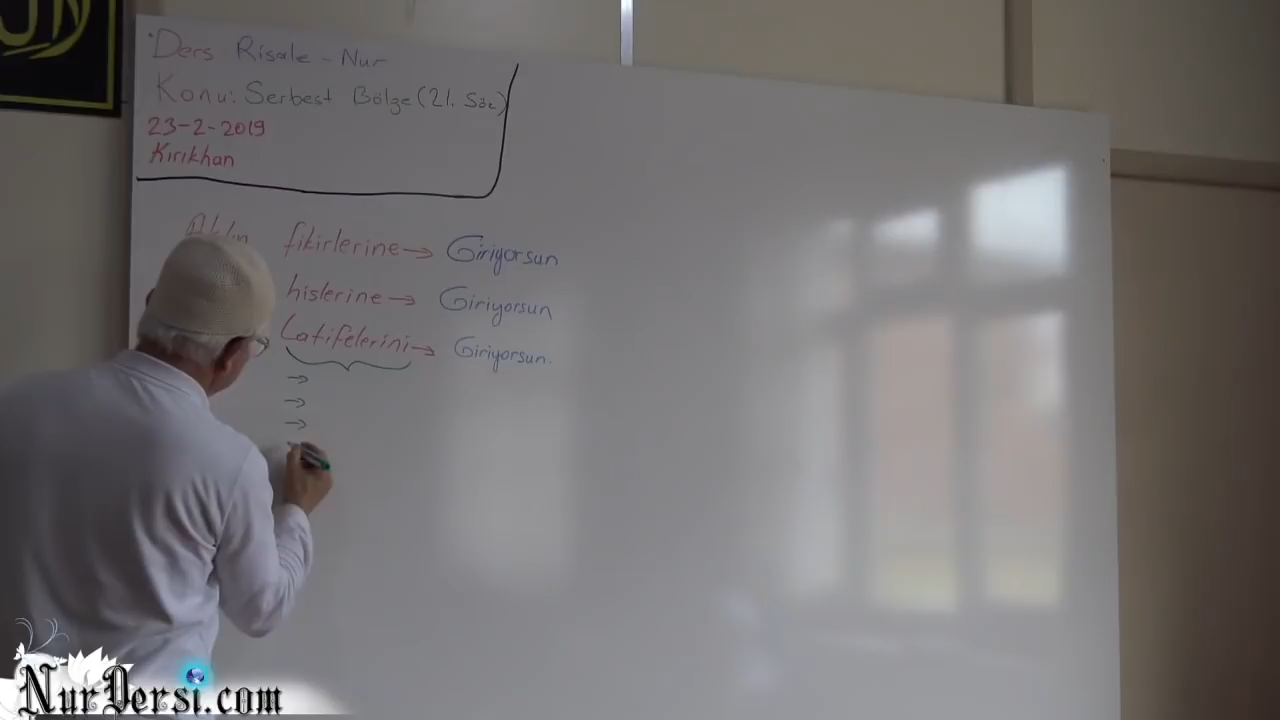 Ders Risale-Nur
Konu: Serbest Bölge (21. Söz)
23-2-2019
Kırıkhan
Aklın fikirlerine → Giriyorsun
hislerine → Giriyorsun
Latifelerini → Giriyorsun.
→
→
→
NurDersi.com